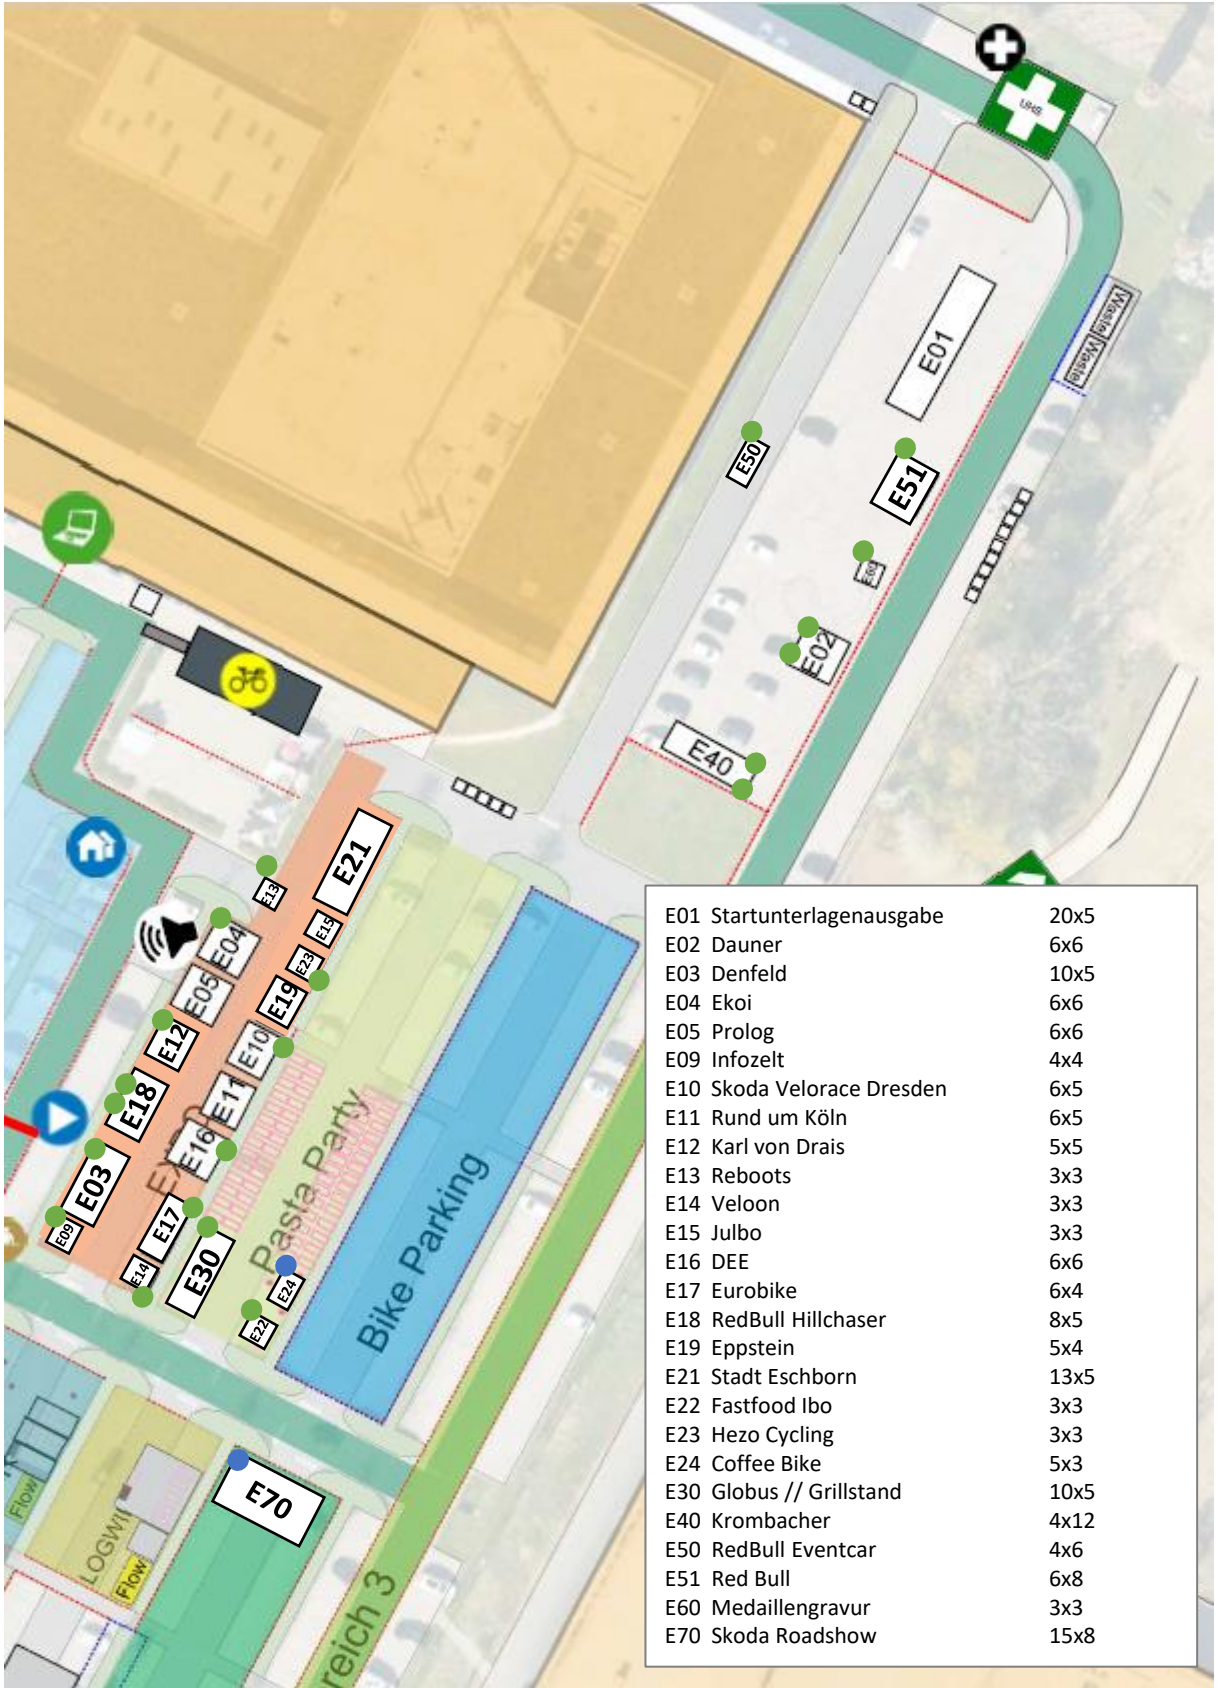 UHS
Waste
Waste
E01
E50
E51
E60
E02
E40
E21
E13
E15
E04
E23
E05
E19
E12
E10
E18
E11
E16
EXPO
E03
E17
E09
E14
E30
Pasta Party
E24
E22
Bike Parking
E70
Flow
LOGWI
Flow
reich 3
E01 Startunterlagenausgabe 20x5
E02 Dauner 6x6
E03 Denfeld 10x5
E04 Ekoi 6x6
E05 Prolog 6x6
E09 Infozelt 4x4
E10 Skoda Velorace Dresden 6x5
E11 Rund um Köln 6x5
E12 Karl von Drais 5x5
E13 Reboots 3x3
E14 Veloon 3x3
E15 Julbo 3x3
E16 DEE 6x6
E17 Eurobike 6x4
E18 RedBull Hillchaser 8x5
E19 Eppstein 5x4
E21 Stadt Eschborn 13x5
E22 Fastfood Ibo 3x3
E23 Hezo Cycling 3x3
E24 Coffee Bike 5x3
E30 Globus // Grillstand 10x5
E40 Krombacher 4x12
E50 RedBull Eventcar 4x6
E51 Red Bull 6x8
E60 Medaillengravur 3x3
E70 Skoda Roadshow 15x8